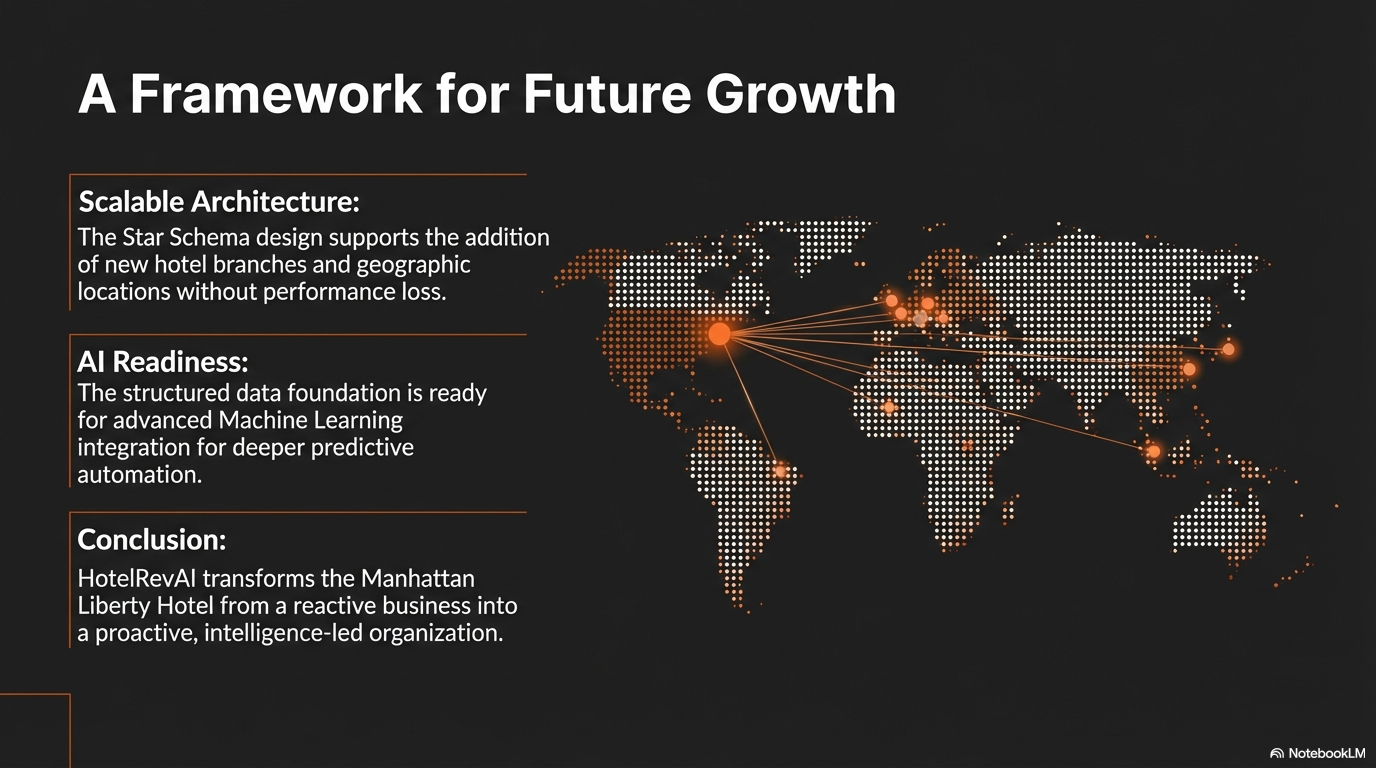 A Framework for Future Growth
Scalable Architecture:
The Star Schema design supports the addition
of new hotel branches and geographic
locations without performance loss.
AI Readiness:
The structured data foundation is ready
for advanced Machine Learning
integration for deeper predictive
automation.
Conclusion:
HotelRevAI transforms the Manhattan
Liberty Hotel from a reactive business into
a proactive, intelligence-led organization.
NotebookLM